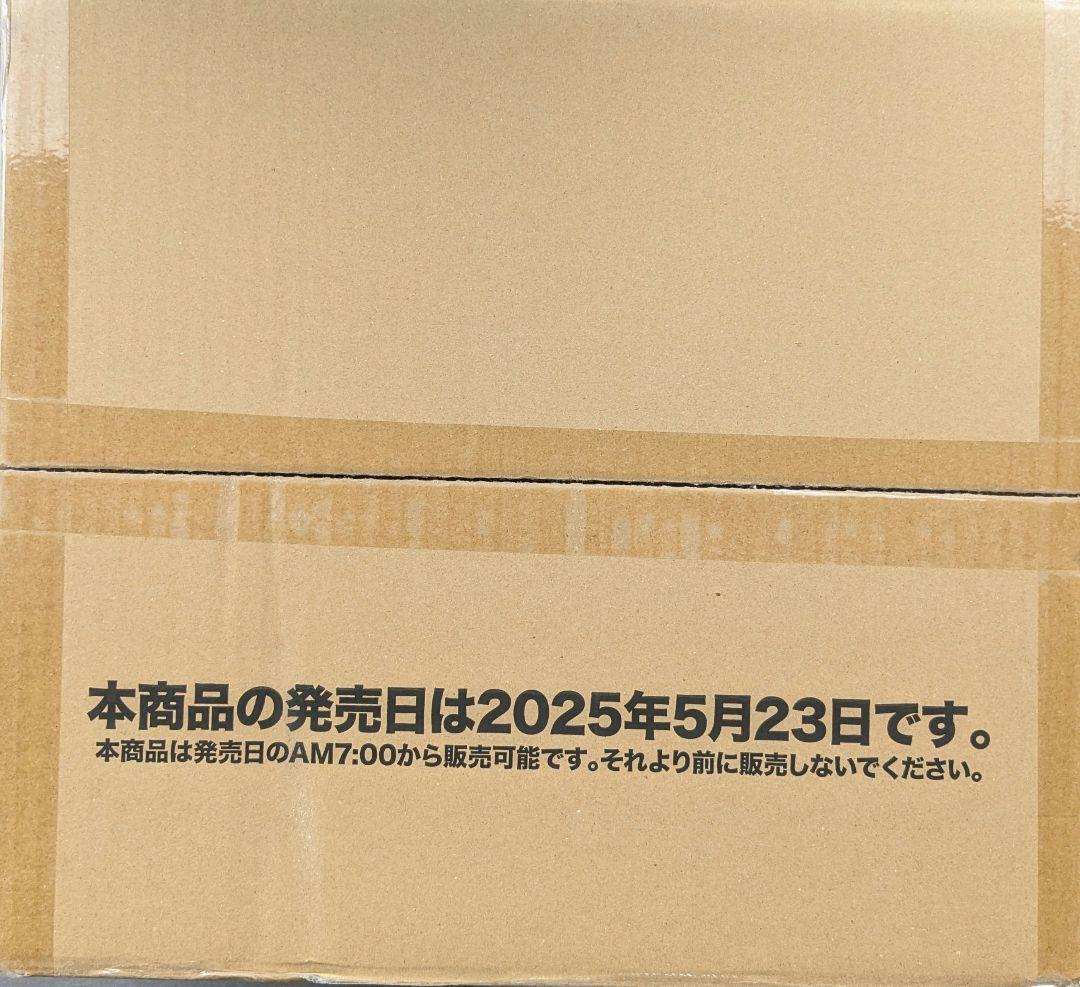 本商品の発売日は2025年5月23日です。
本商品は発売日のAM7:00から販売可能です。それより前に販売しないでください。